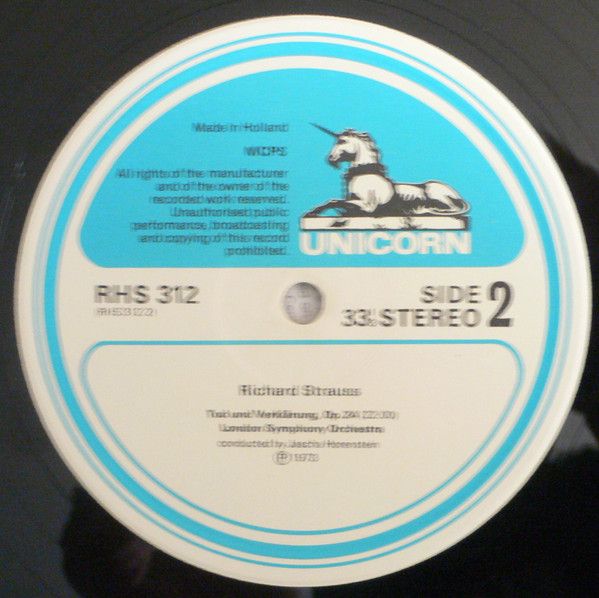 Made in Holland
MCPS
All rights of the manufacturer
and of the owner of the
recorded work reserved.
Unauthorised public
performance, broadcasting
and copying of this record
prohibited.
UNICORN
RHS 312
SIDE 2
33⅓ STEREO
Richard Strauss
Tod und Verklärung, Op. 24
London Symphony Orchestra
conducted by Jascha Horenstein
℗ 1973